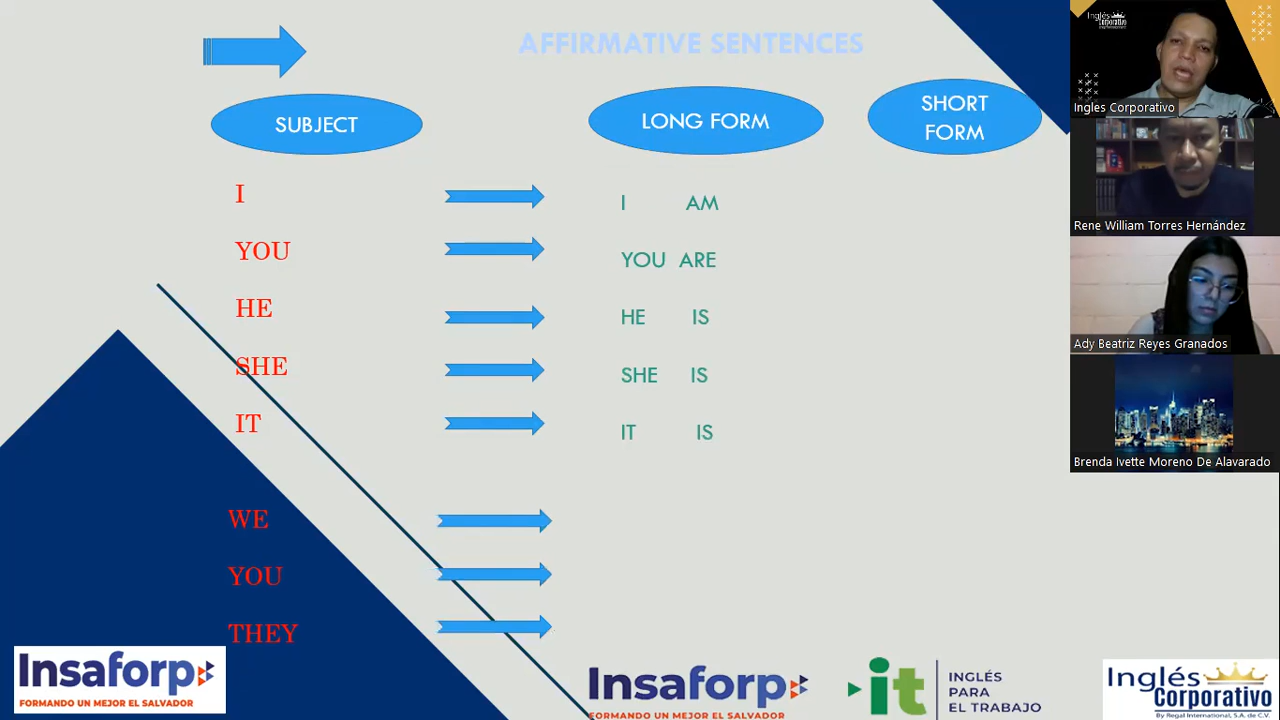 AFFIRMATIVE SENTENCES
SUBJECT
LONG FORM
SHORT
FORM
I
I AM
YOU
YOU ARE
HE
HE IS
SHE
SHE IS
IT
IT IS
WE
YOU
THEY
Insaforp
FORMANDO UN MEJOR EL SALVADOR
Insaforp
FORMANDO UN MEJOR EL SALVADOR
it
INGLÉS
PARA
EL TRABAJO
Inglés
Corporativo
By Regal International, S.A. de C.V.
Inglés
Corporativo
Ingles Corporativo
Rene William Torres Hernández
Ady Beatriz Reyes Granados
Brenda Ivette Moreno De Alavarado